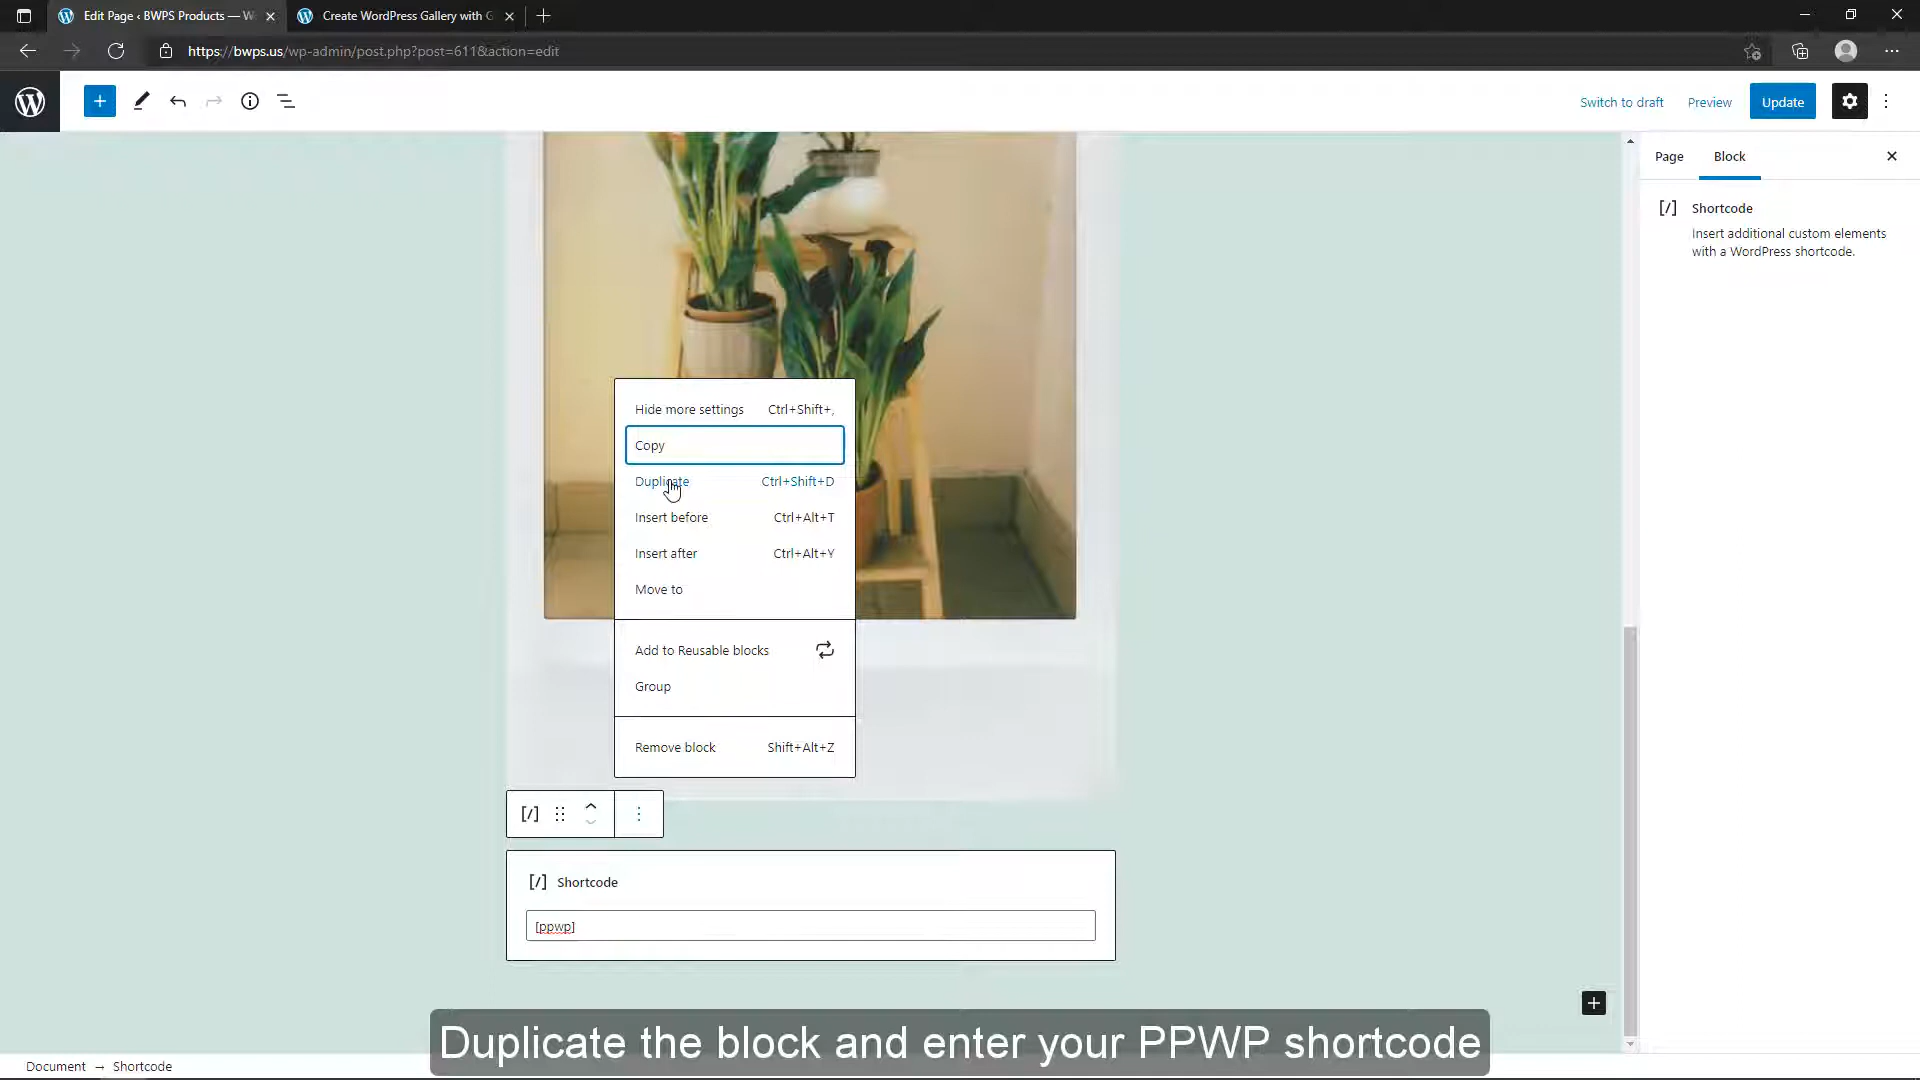 Edit Page ‹ BWPS Products — W
Create WordPress Gallery with G
https://bwps.us/wp-admin/post.php?post=611&action=edit
Switch to draft
Preview
Update
Page
Block
[/] Shortcode
Insert additional custom elements
with a WordPress shortcode.
Hide more settings Ctrl+Shift+,
Copy
Duplicate Ctrl+Shift+D
Insert before Ctrl+Alt+T
Insert after Ctrl+Alt+Y
Move to
Add to Reusable blocks
Group
Remove block Shift+Alt+Z
[/]
[/] Shortcode
[ppwp]
Duplicate the block and enter your PPWP shortcode
Document → Shortcode